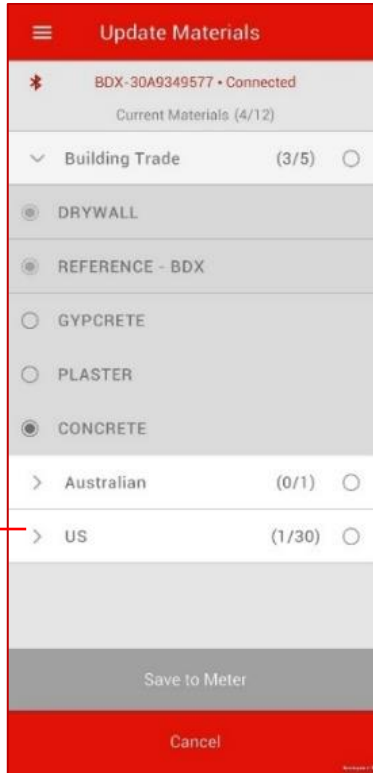 Update Materials
BDX-30A9349577 • Connected
Current Materials (4/12)
Building Trade (3/5)
DRYWALL
REFERENCE - BDX
GYPCRETE
PLASTER
CONCRETE
Australian (0/1)
US (1/30)
Save to Meter
Cancel